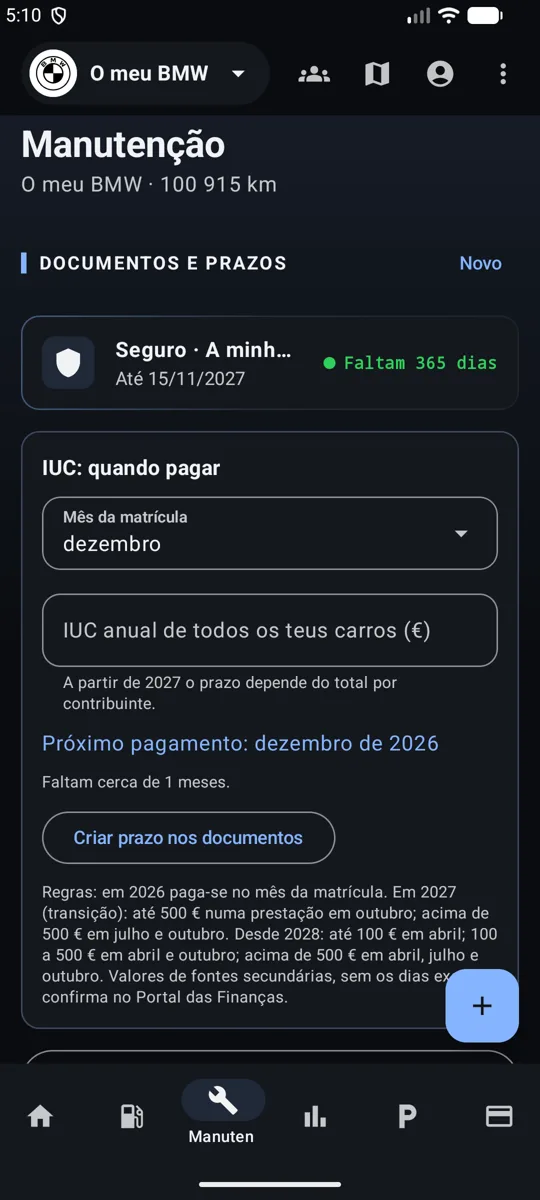 5:10
BMW
O meu BMW
Manutenção
O meu BMW · 100 915 km
DOCUMENTOS E PRAZOS
Novo
Seguro · A minh…
Faltam 365 dias
Até 15/11/2027
IUC: quando pagar
Mês da matrícula
dezembro
IUC anual de todos os teus carros (€)
A partir de 2027 o prazo depende do total por
contribuinte.
Próximo pagamento: dezembro de 2026
Faltam cerca de 1 meses.
Criar prazo nos documentos
Regras: em 2026 paga-se no mês da matrícula. Em 2027
(transição): até 500 € numa prestação em outubro; acima de
500 € em julho e outubro. Desde 2028: até 100 € em abril; 100
a 500 € em abril e outubro; acima de 500 € em abril, julho e
outubro. Valores de fontes secundárias, sem os dias
confirma no Portal das Finanças.
+
P
Manuten